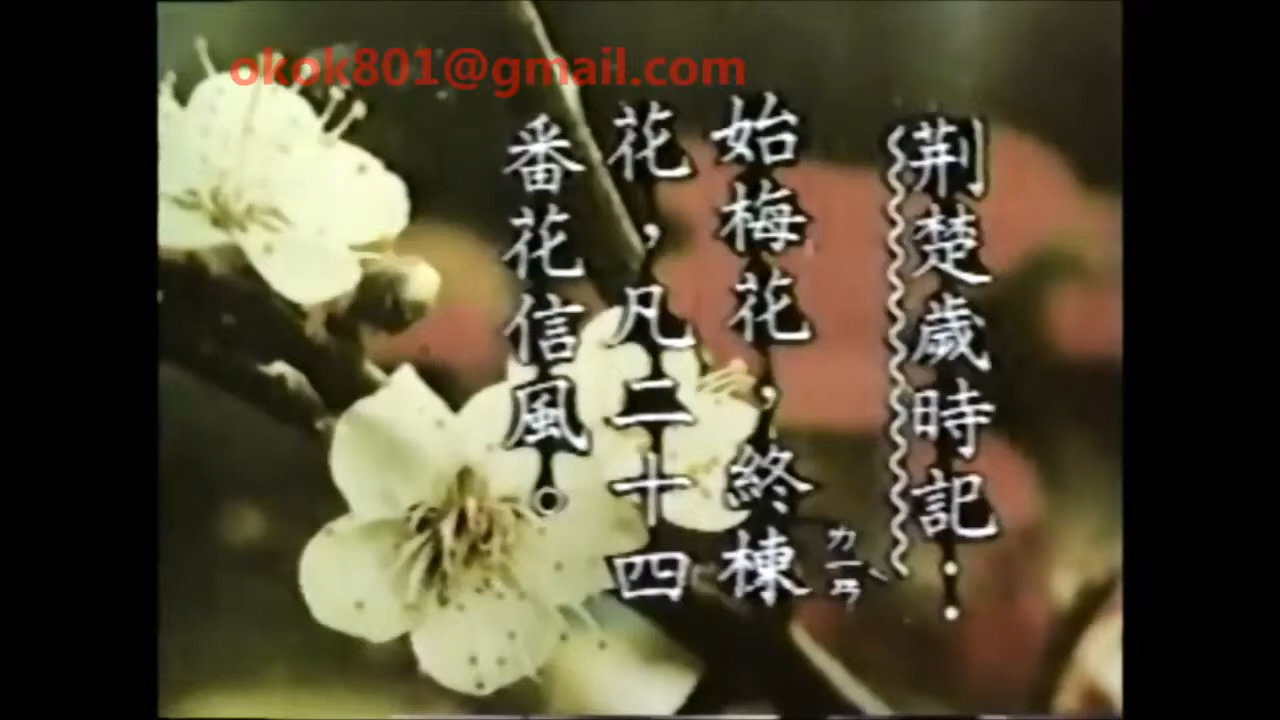 okok801@gmail.com
荆楚歲時記：
始梅花，終楝
ㄌㄧㄢˋ
花，凡二十四
番花信風。